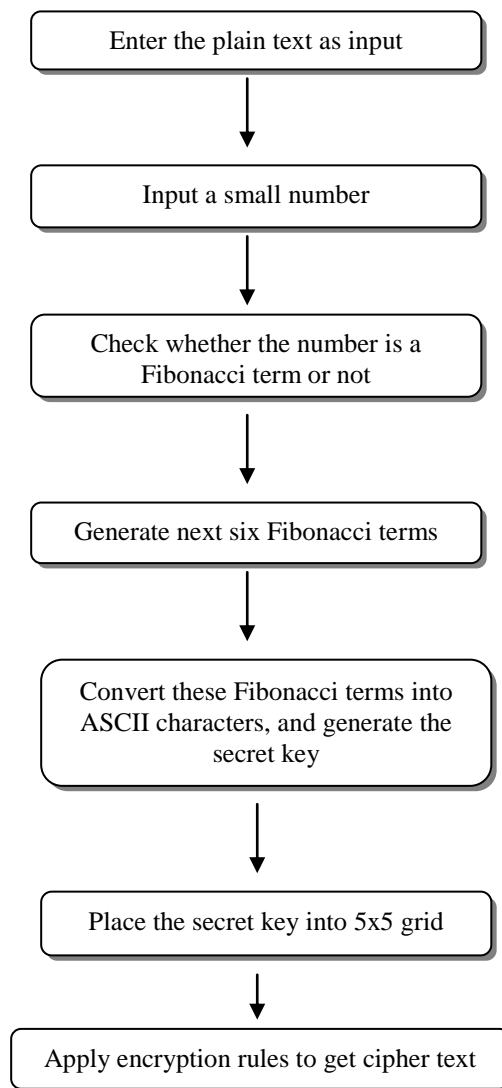 Enter the plain text as input
Input a small number
Check whether the number is a
Fibonacci term or not
Generate next six Fibonacci terms
Convert these Fibonacci terms into
ASCII characters, and generate the
secret key
Place the secret key into 5x5 grid
Apply encryption rules to get cipher text